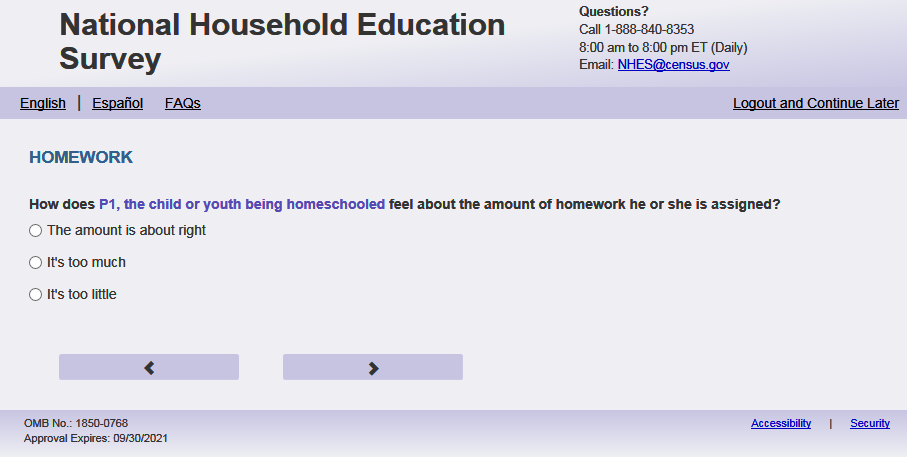 National Household Education
Survey
Questions?
Call 1-888-840-8353
8:00 am to 8:00 pm ET (Daily)
Email: NHES@census.gov
English | Español FAQs
Logout and Continue Later
HOMEWORK
How does P1, the child or youth being homeschooled feel about the amount of homework he or she is assigned?
The amount is about right
It's too much
It's too little
OMB No.: 1850-0768
Approval Expires: 09/30/2021
Accessibility | Security